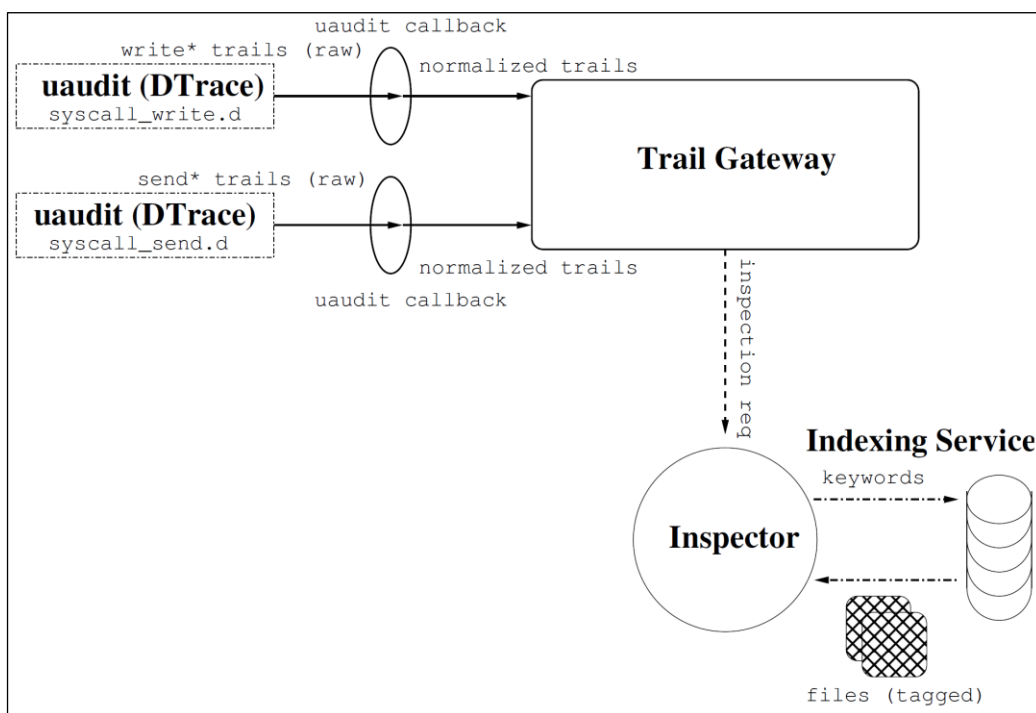 uaudit callback
write* trails (raw)
normalized trails
uaudit (DTrace)
syscall_write.d
Trail Gateway
send* trails (raw)
uaudit (DTrace)
syscall_send.d
normalized trails
uaudit callback
inspection req
Indexing Service
keywords
Inspector
files (tagged)